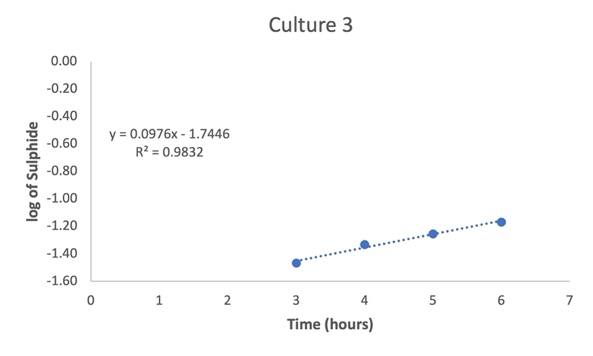 Culture 3
0.00
-0.20
-0.40
-0.60
-0.80
-1.00
-1.20
-1.40
-1.60
log of Sulphide
y = 0.0976x - 1.7446
R² = 0.9832
0 1 2 3 4 5 6 7
Time (hours)